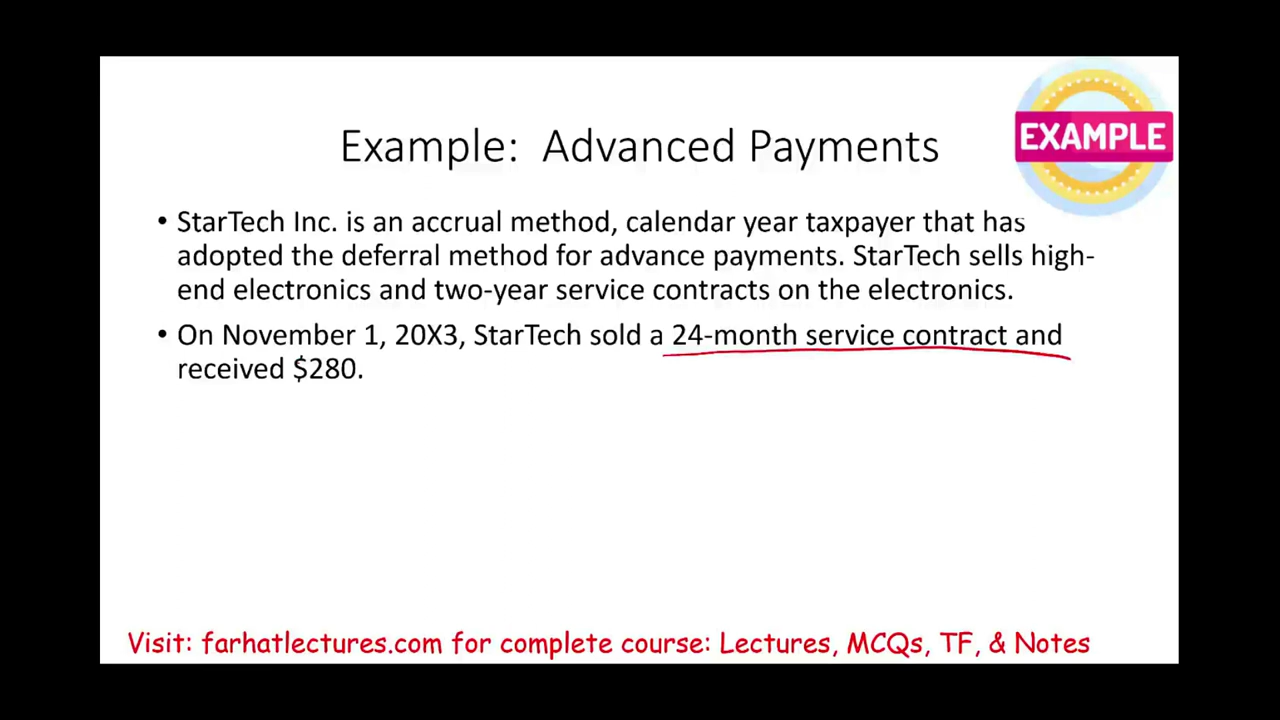 EXAMPLE
Example: Advanced Payments
• StarTech Inc. is an accrual method, calendar year taxpayer that has
adopted the deferral method for advance payments. StarTech sells high-
end electronics and two-year service contracts on the electronics.
• On November 1, 20X3, StarTech sold a 24-month service contract and
received $280.
Visit: farhatlectures.com for complete course: Lectures, MCQs, TF, & Notes